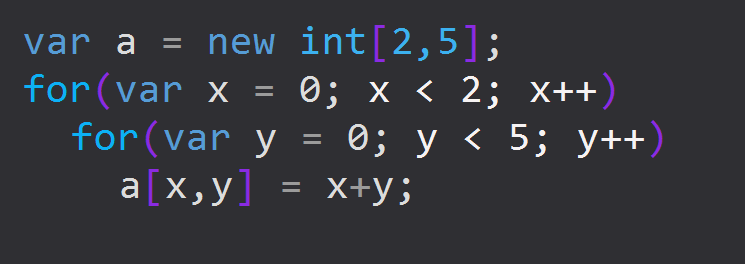 var a = new int[2,5];
for(var x = 0; x < 2; x++)
for(var y = 0; y < 5; y++)
a[x,y] = x+y;